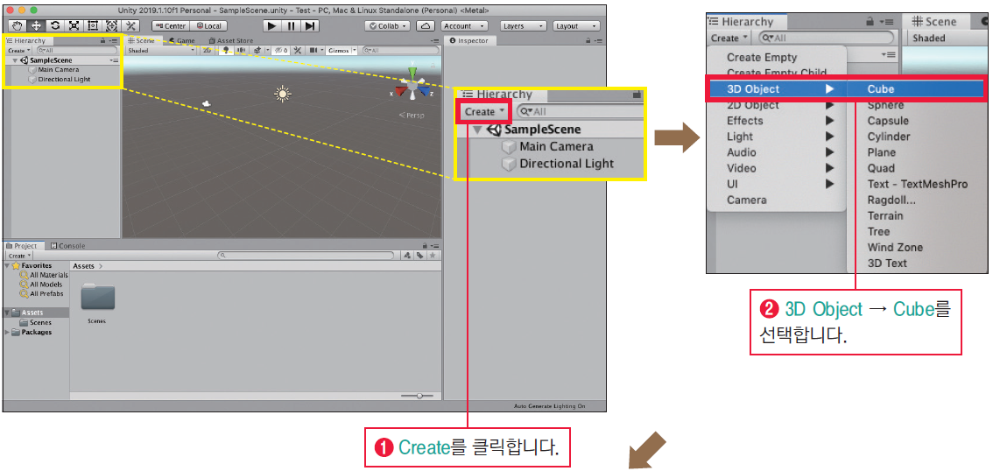 Unity 2019.1.10f1 Personal - SampleScene.unity - Test - PC, Mac & Linux Standalone (Personal) <Metal>
Center Local Collab Account Layers Layout
Hierarchy
Create All
SampleScene
Main Camera
Directional Light
Scene Game Asset Store
Shaded 2D 0 Gizmos All
y
x
z
Persp
Inspector
Hierarchy
Create All
SampleScene
Main Camera
Directional Light
Project Console
Create
Favorites
All Materials
All Models
All Prefabs
Assets
Scenes
Packages
Assets >
Scenes
Auto Generate Lighting On
❶ Create를 클릭합니다.
Hierarchy
Create All
Scene
Shaded
Create Empty
Create Empty Child
3D Object
2D Object
Effects
Light
Audio
Video
UI
Camera
Cube
Sphere
Capsule
Cylinder
Plane
Quad
Text - TextMeshPro
Ragdoll...
Terrain
Tree
Wind Zone
3D Text
❷ 3D Object → Cube를
선택합니다.